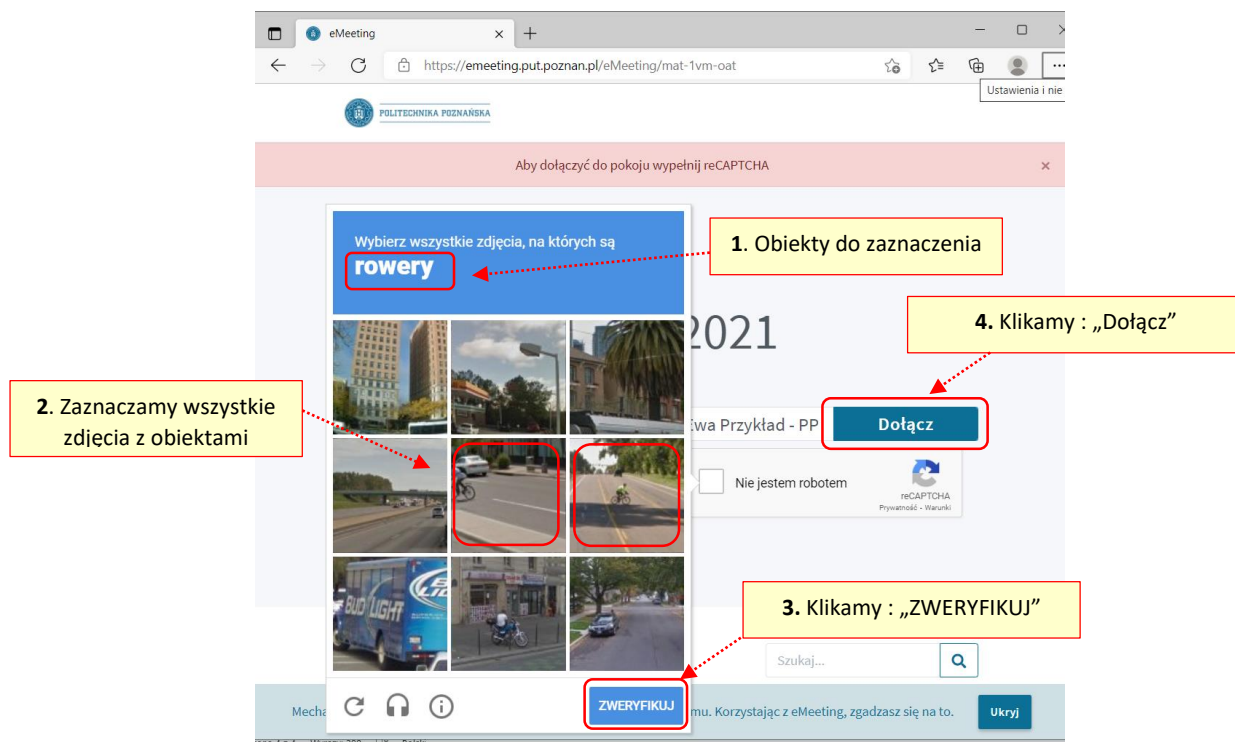 eMeeting
https://emeeting.put.poznan.pl/eMeeting/mat-1vm-oat
Ustawienia i nie
POLITECHNIKA POZNAŃSKA
Aby dołączyć do pokoju wypełnij reCAPTCHA
Wybierz wszystkie zdjęcia, na których są
rowery
1. Obiekty do zaznaczenia
2021
4. Klikamy : „Dołącz”
2. Zaznaczamy wszystkie
zdjęcia z obiektami
Ewa Przykład - PP
Dołącz
Nie jestem robotem
reCAPTCHA
Prywatność - Warunki
BUD LIGHT
3. Klikamy : „ZWERYFIKUJ”
Szukaj...
ZWERYFIKUJ
Mecha
mu. Korzystając z eMeeting, zgadzasz się na to.
Ukryj